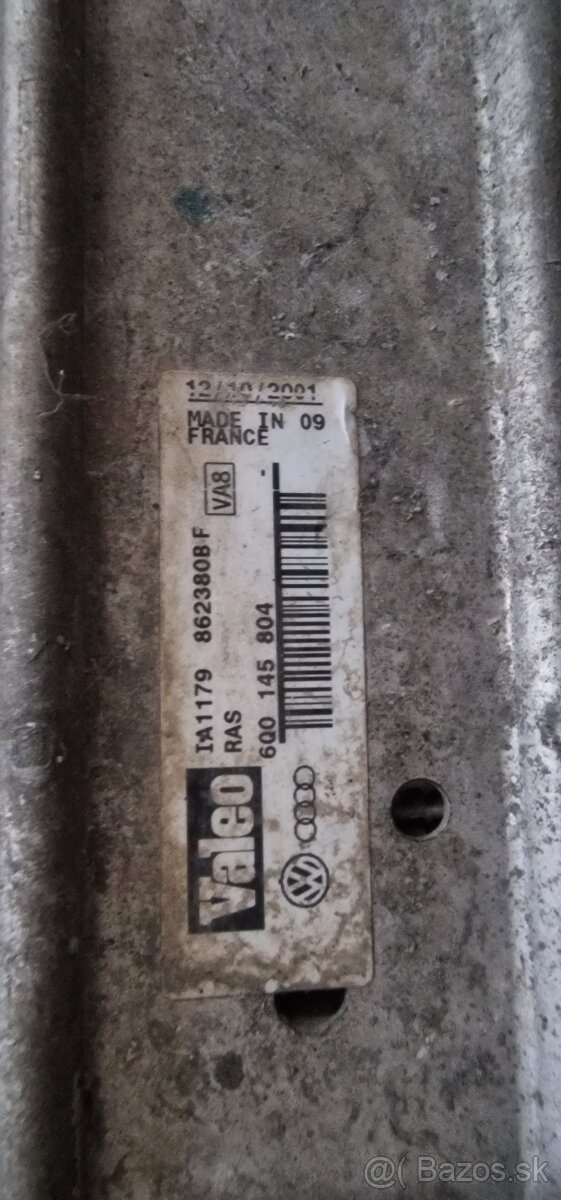 12/10/2001
MADE IN 09
FRANCE
VA8
IA1179 862380B F
RAS
6Q0 145 804
Valeo
@( Bazos.sk